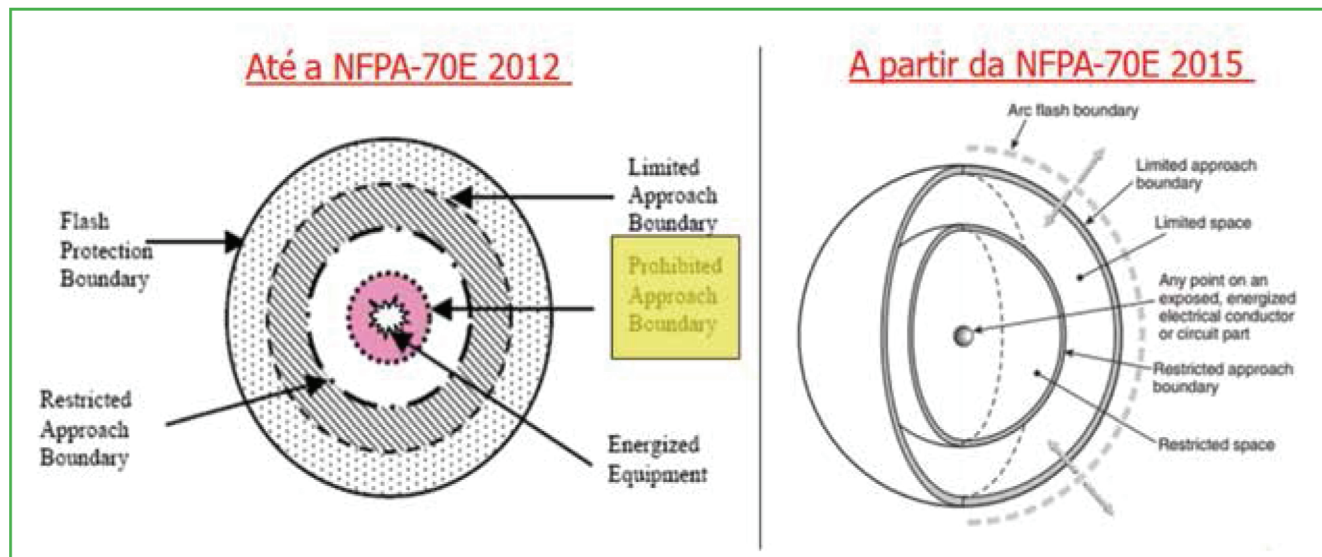 Até a NFPA-70E 2012
Limited
Approach
Boundary
Flash
Protection
Boundary
Prohibited
Approach
Boundary
Restricted
Approach
Boundary
Energized
Equipment
A partir da NFPA-70E 2015
Arc flash boundary
Limited approach
boundary
Limited space
Any point on an
exposed, energized
electrical conductor
or circuit part
Restricted approach
boundary
Restricted space